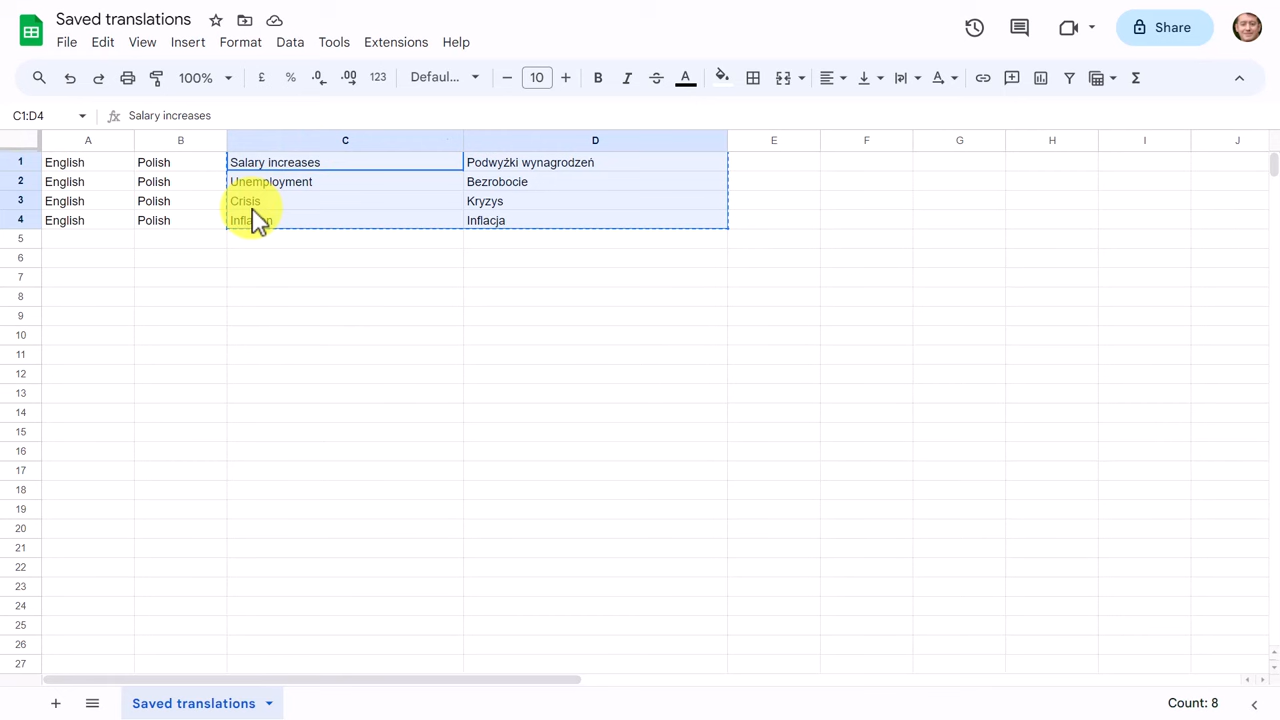 Saved translations
File Edit View Insert Format Data Tools Extensions Help
Share
100% £ % .0 .00 123 Defaul... 10 B I A A Σ
C1:D4 fx Salary increases
A B C D E F G H I J
1 English Polish Salary increases Podwyżki wynagrodzeń
2 English Polish Unemployment Bezrobocie
3 English Polish Crisis Kryzys
4 English Polish Inflacja
5
6
7
8
9
10
11
12
13
14
15
16
17
18
19
20
21
22
23
24
25
26
27
Saved translations Count: 8